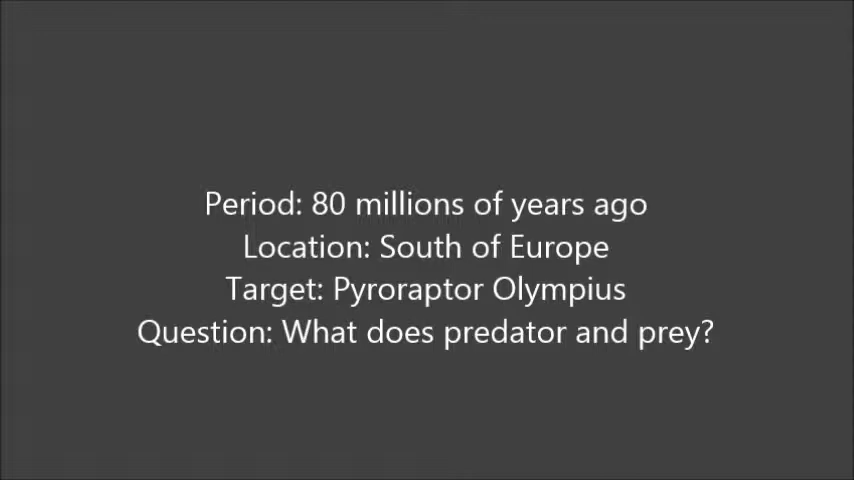 Period: 80 millions of years ago
Location: South of Europe
Target: Pyroraptor Olympius
Question: What does predator and prey?